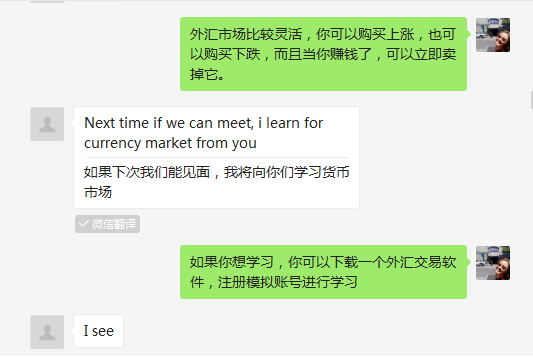 外汇市场比较灵活，你可以购买上涨，也可
以购买下跌，而且当你赚钱了，可以立即卖
掉它。
Next time if we can meet, i learn for
currency market from you
如果下次我们能见面，我将向你们学习货币
市场
微信翻译
如果你想学习，你可以下载一个外汇交易软
件，注册模拟账号进行学习
I see